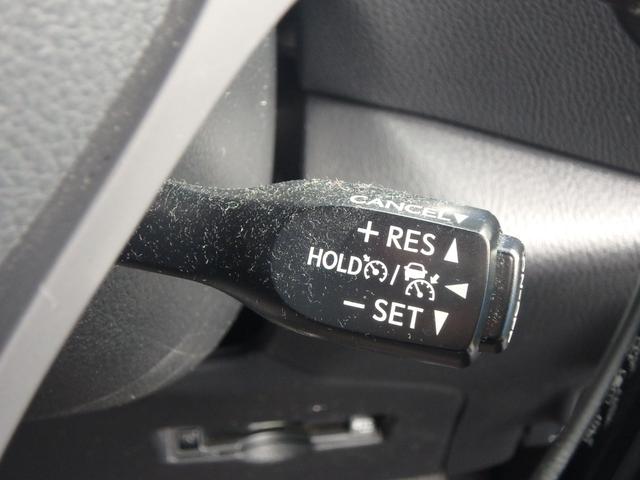 CANCEL
+ RES
HOLD /
− SET